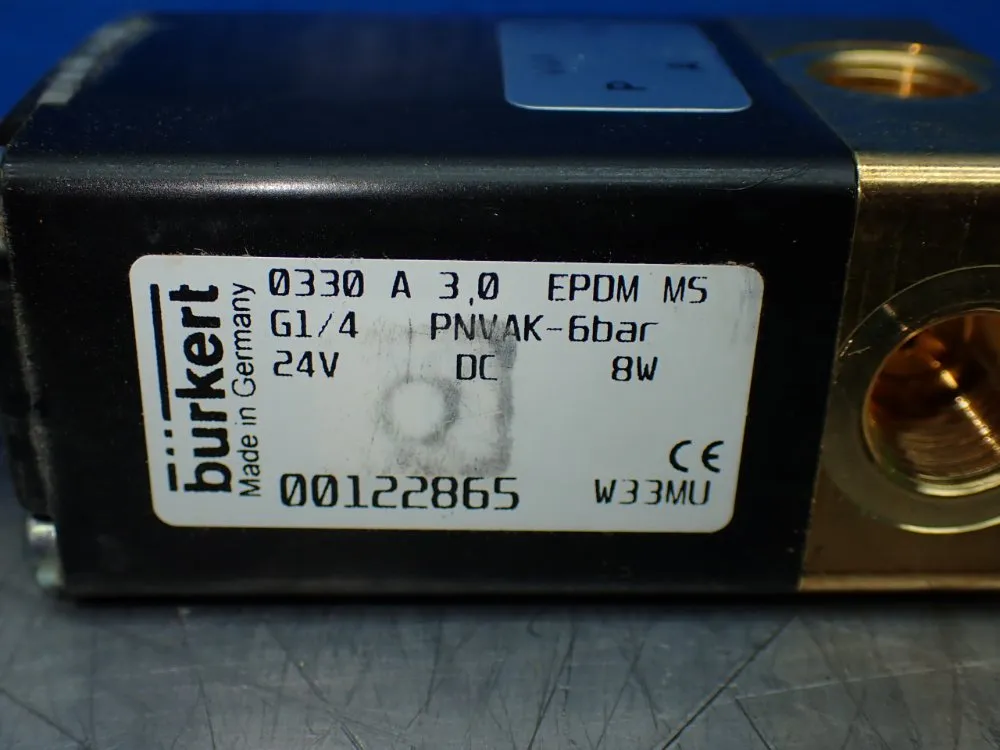 P
0330 A 3,0 EPDM MS
G1/4 PNVAK-6bar
24V DC 8W
CE
00122865 W33MU
bürkert
Made in Germany